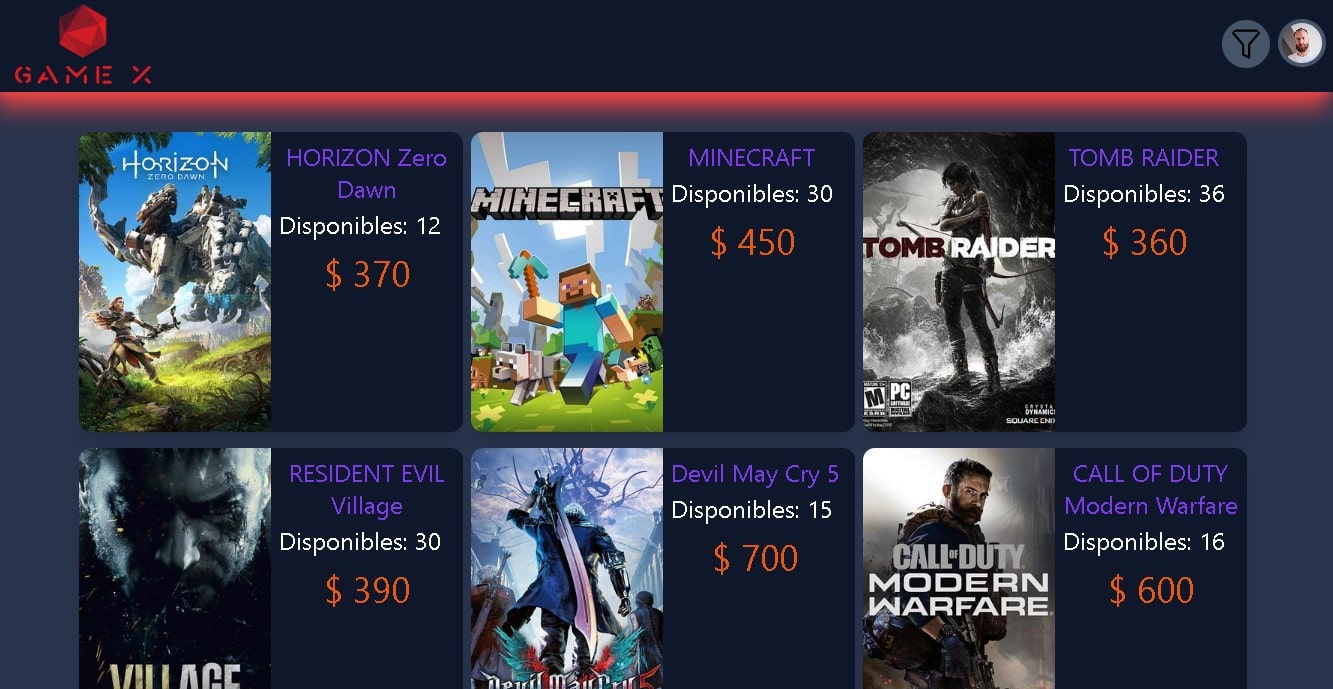 GAME X
HORIZON
ZERO DAWN
HORIZON Zero
Dawn
Disponibles: 12
$ 370
MINECRAFT
MINECRAFT
Disponibles: 30
$ 450
TOMB RAIDER
M
PC
SOFTWARE
CRYSTAL
DYNAMICS
SQUARE ENIX
TOMB RAIDER
Disponibles: 36
$ 360
VILLAGE
RESIDENT EVIL
Village
Disponibles: 30
$ 390
Devil May Cry 5
Devil May Cry 5
Disponibles: 15
$ 700
CALL OF DUTY
MODERN
WARFARE
CALL OF DUTY
Modern Warfare
Disponibles: 16
$ 600